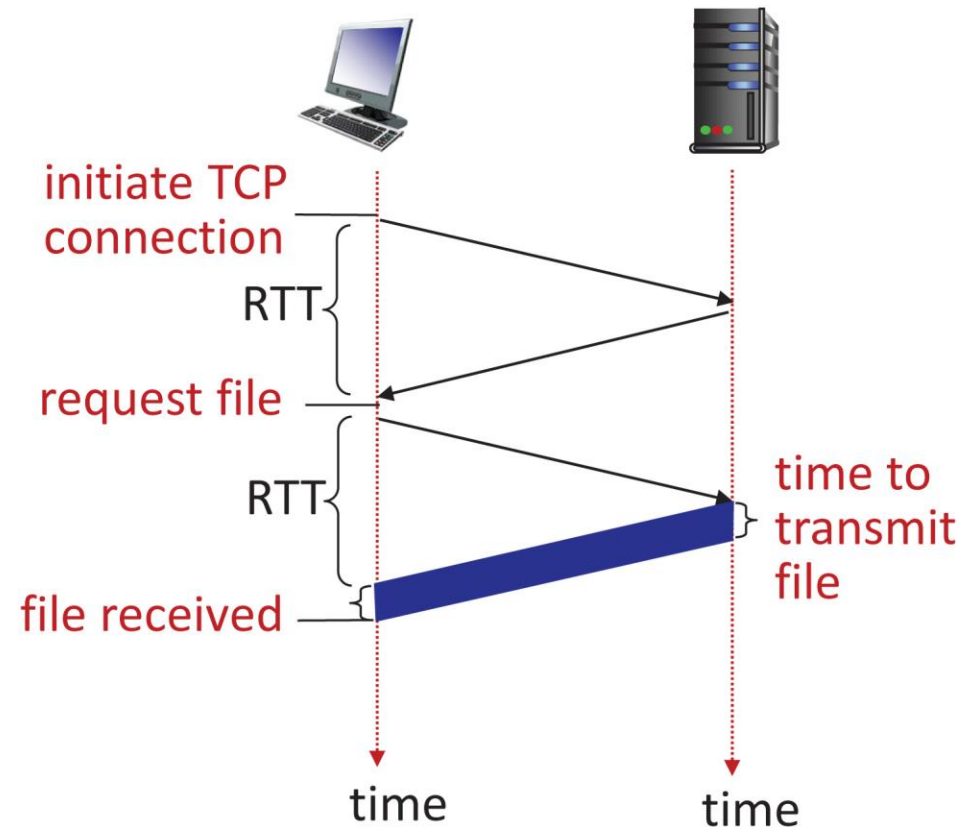 initiate TCP
connection
RTT
request file
RTT
time to
transmit
file
file received
time
time